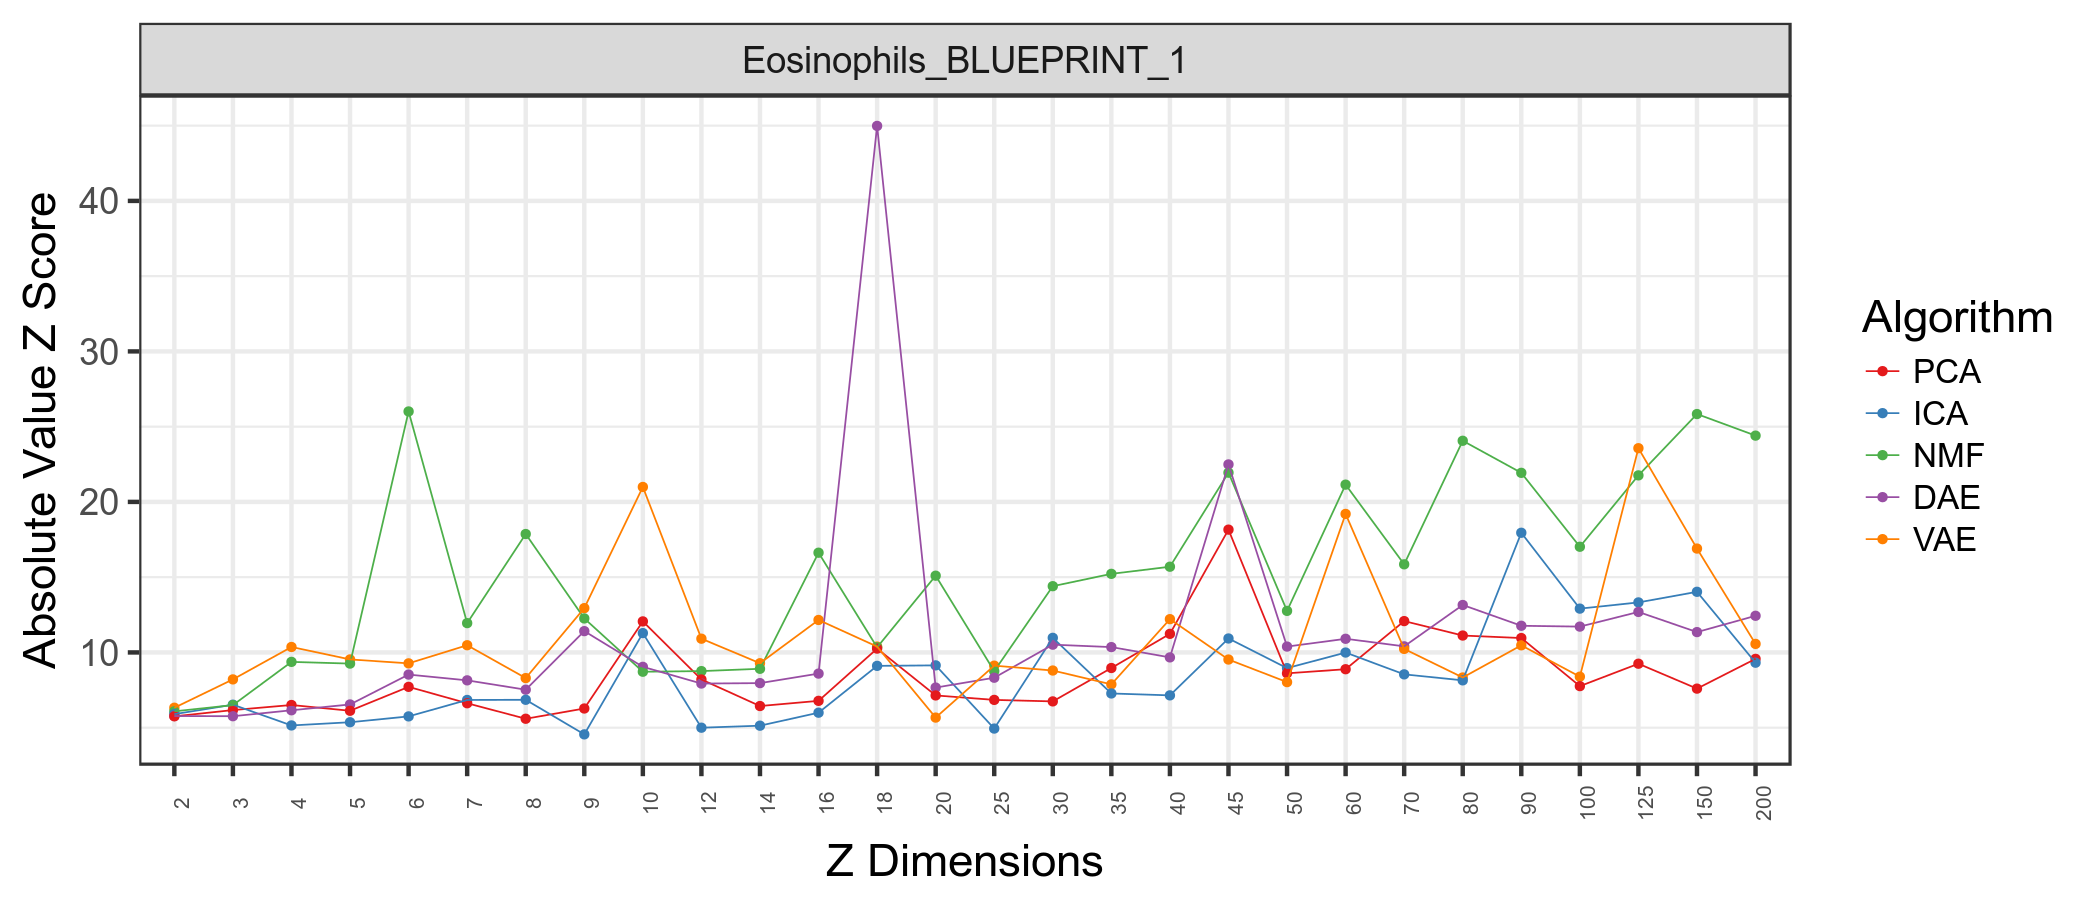 Eosinophils_BLUEPRINT_1
Absolute Value Z Score
40
30
20
10
2 3 4 5 6 7 8 9 10 12 14 16 18 20 25 30 35 40 45 50 60 70 80 90 100 125 150 200
Z Dimensions
Algorithm
PCA
ICA
NMF
DAE
VAE